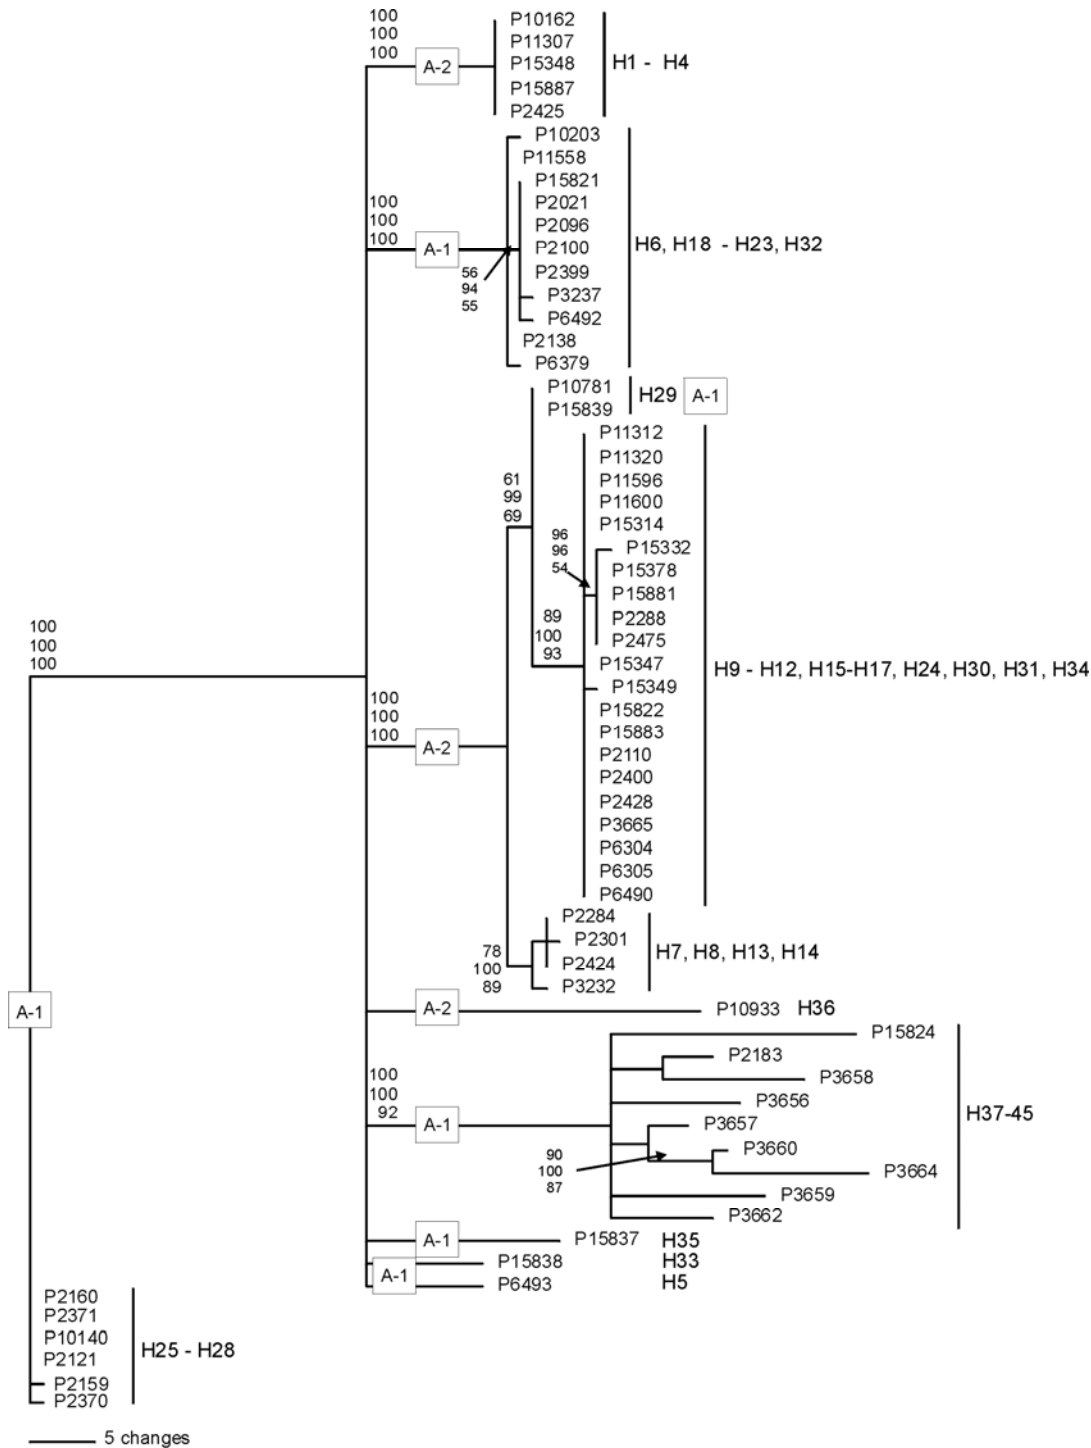 100
100
100
A-2
P10162
P11307
P15348
P15887
P2425
H1 - H4
P10203
P11558
P15821
P2021
P2096
P2100
P2399
P3237
P6492
P2138
P6379
100
100
100
A-1
56
94
55
H6, H18 - H23, H32
P10781
P15839
H29
A-1
P11312
P11320
P11596
P11600
P15314
P15332
P15378
P15881
P2288
P2475
P15347
P15349
P15822
P15883
P2110
P2400
P2428
P3665
P6304
P6305
P6490
61
99
69
96
96
54
89
100
93
H9 - H12, H15-H17, H24, H30, H31, H34
100
100
100
100
100
100
A-2
P2284
P2301
P2424
P3232
78
100
89
H7, H8, H13, H14
A-1
A-2
P10933 H36
P15824
P2183
P3658
P3656
P3657
P3660
P3664
P3659
P3662
100
100
92
A-1
90
100
87
H37-45
A-1
P15837 H35
P15838 H33
A-1
P6493 H5
P2160
P2371
P10140
P2121
P2159
P2370
H25 - H28
5 changes